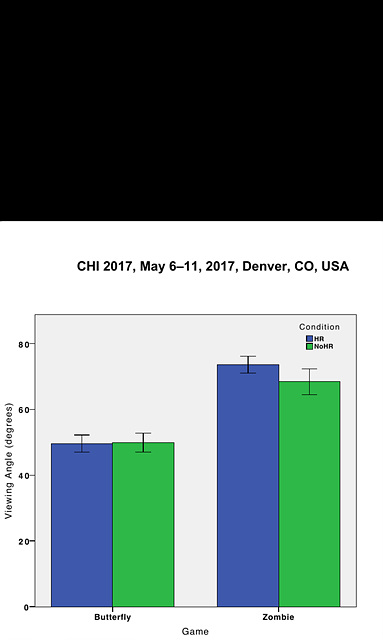 CHI 2017, May 6–11, 2017, Denver, CO, USA
Condition
HR
NoHR
80
60
40
20
0
Viewing Angle (degrees)
Butterfly
Zombie
Game